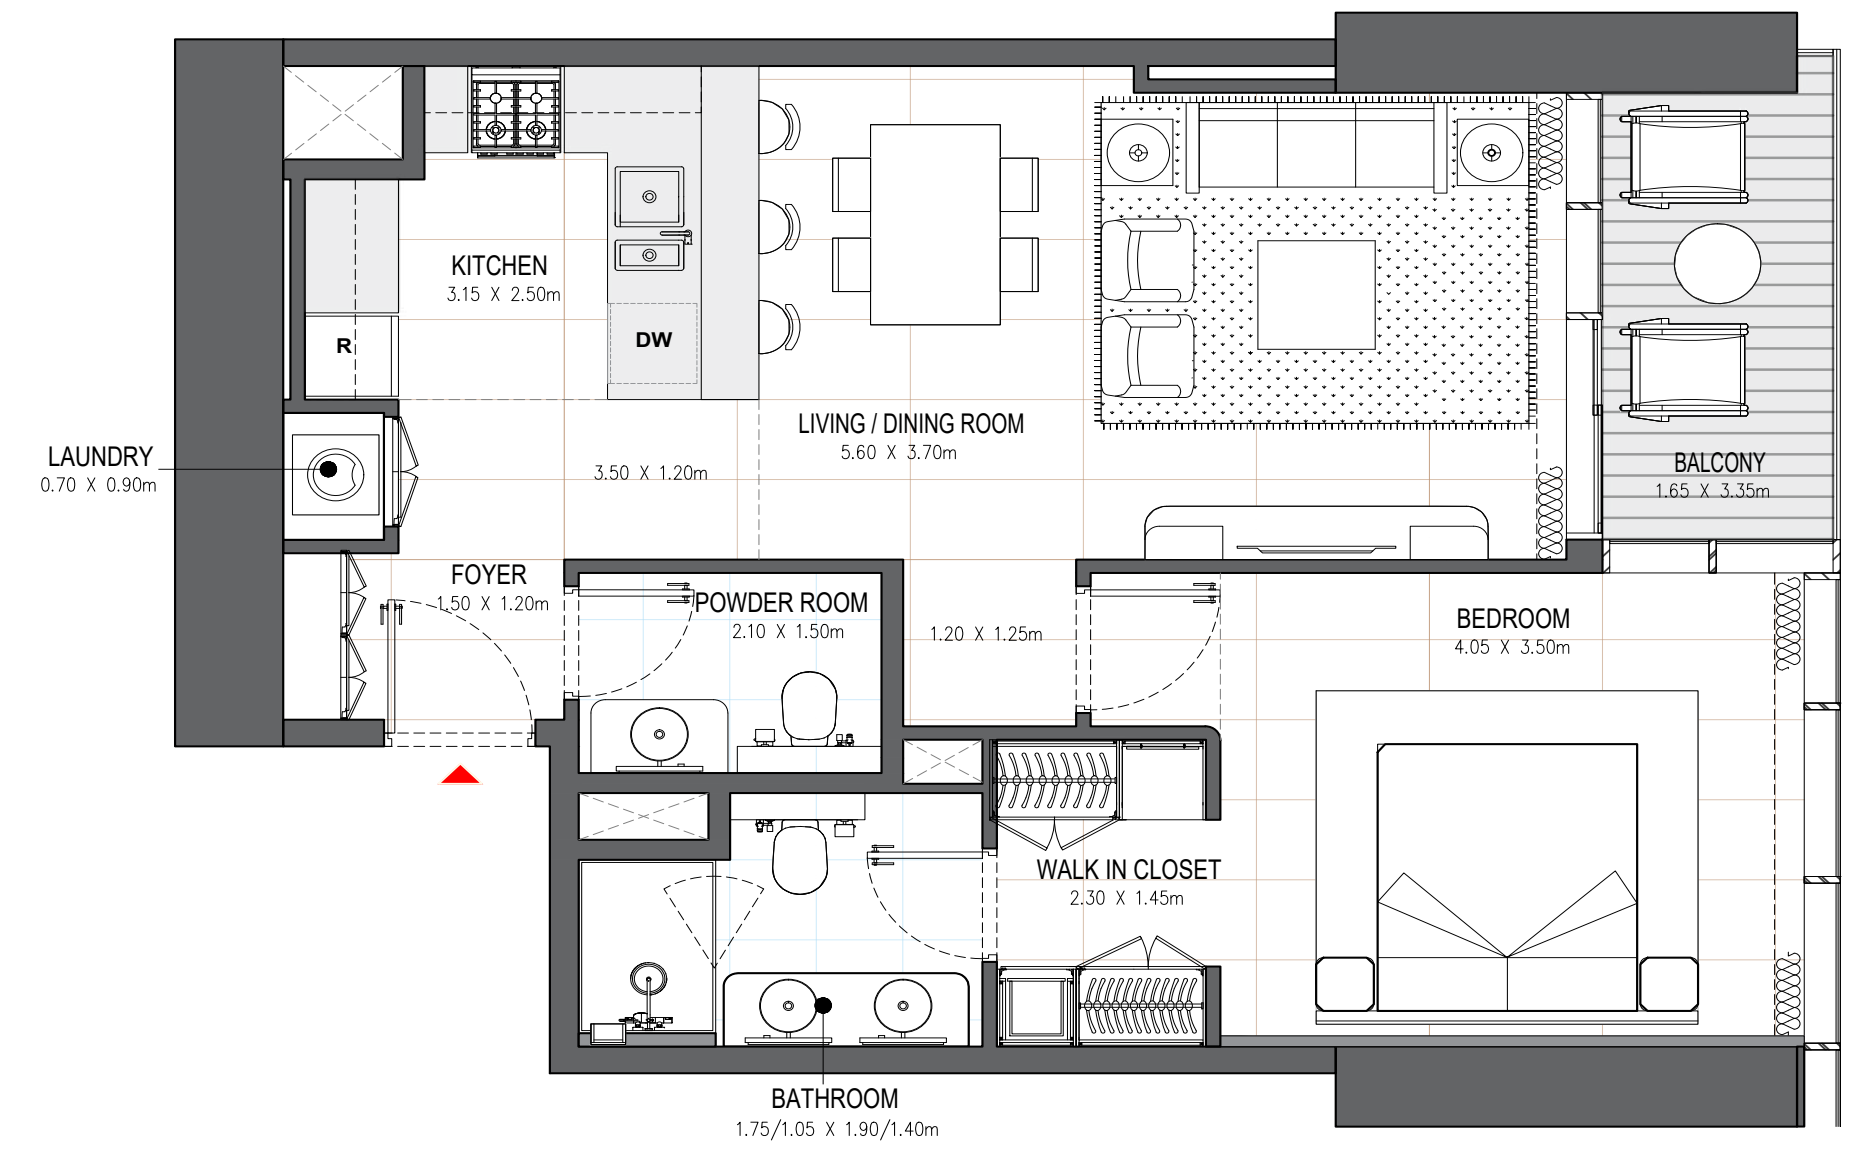 KITCHEN
3.15 X 2.50m
R
DW
LIVING / DINING ROOM
5.60 X 3.70m
LAUNDRY
0.70 X 0.90m
3.50 X 1.20m
BALCONY
1.65 X 3.35m
FOYER
1.50 X 1.20m
POWDER ROOM
2.10 X 1.50m
1.20 X 1.25m
BEDROOM
4.05 X 3.50m
WALK IN CLOSET
2.30 X 1.45m
BATHROOM
1.75/1.05 X 1.90/1.40m